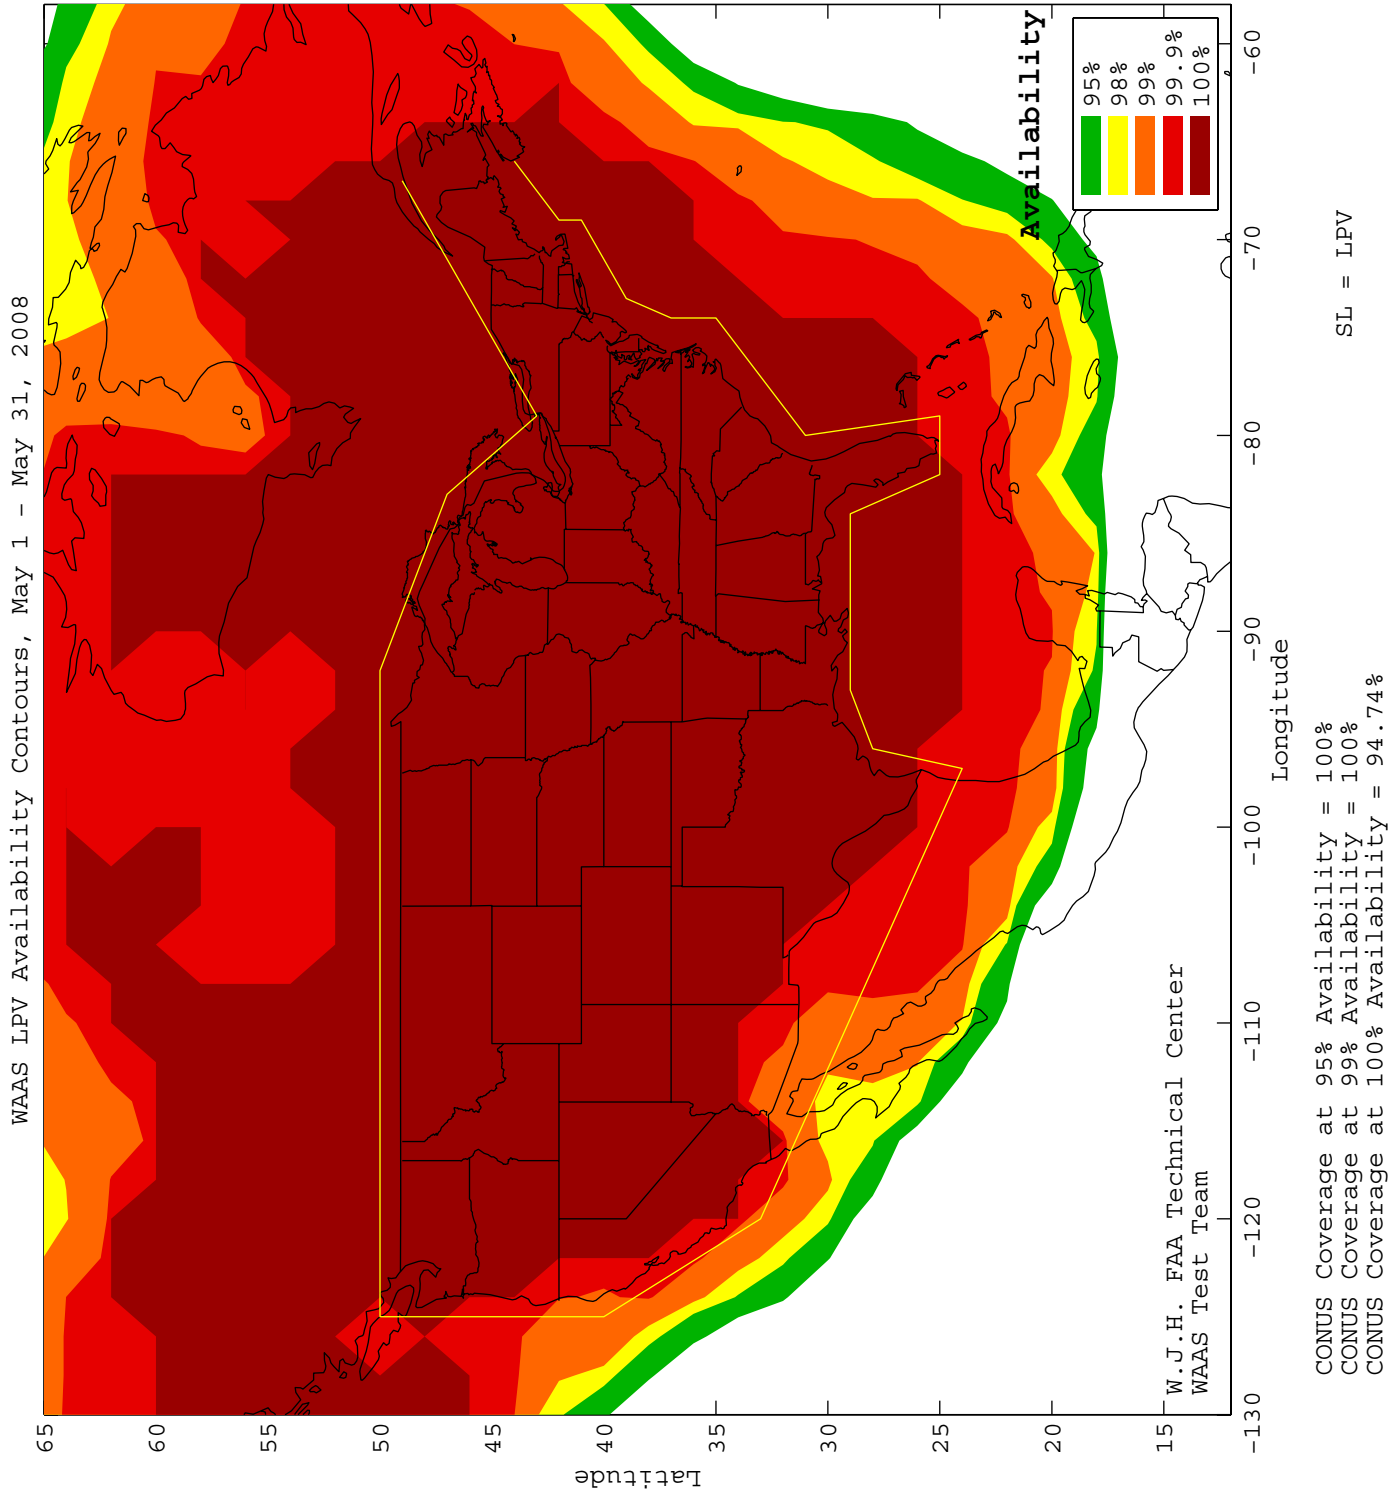 WAAS LPV Availability Contours, May 1 - May 31, 2008
Latitude
65
60
55
50
45
40
35
30
25
20
15
-130
-120
-110
-100
-90
-80
-70
-60
Longitude
Availability
95%
98%
99%
99.9%
100%
W.J.H. FAA Technical Center
WAAS Test Team
CONUS Coverage at 95% Availability = 100%
CONUS Coverage at 99% Availability = 100%
CONUS Coverage at 100% Availability = 94.74%
SL = LPV